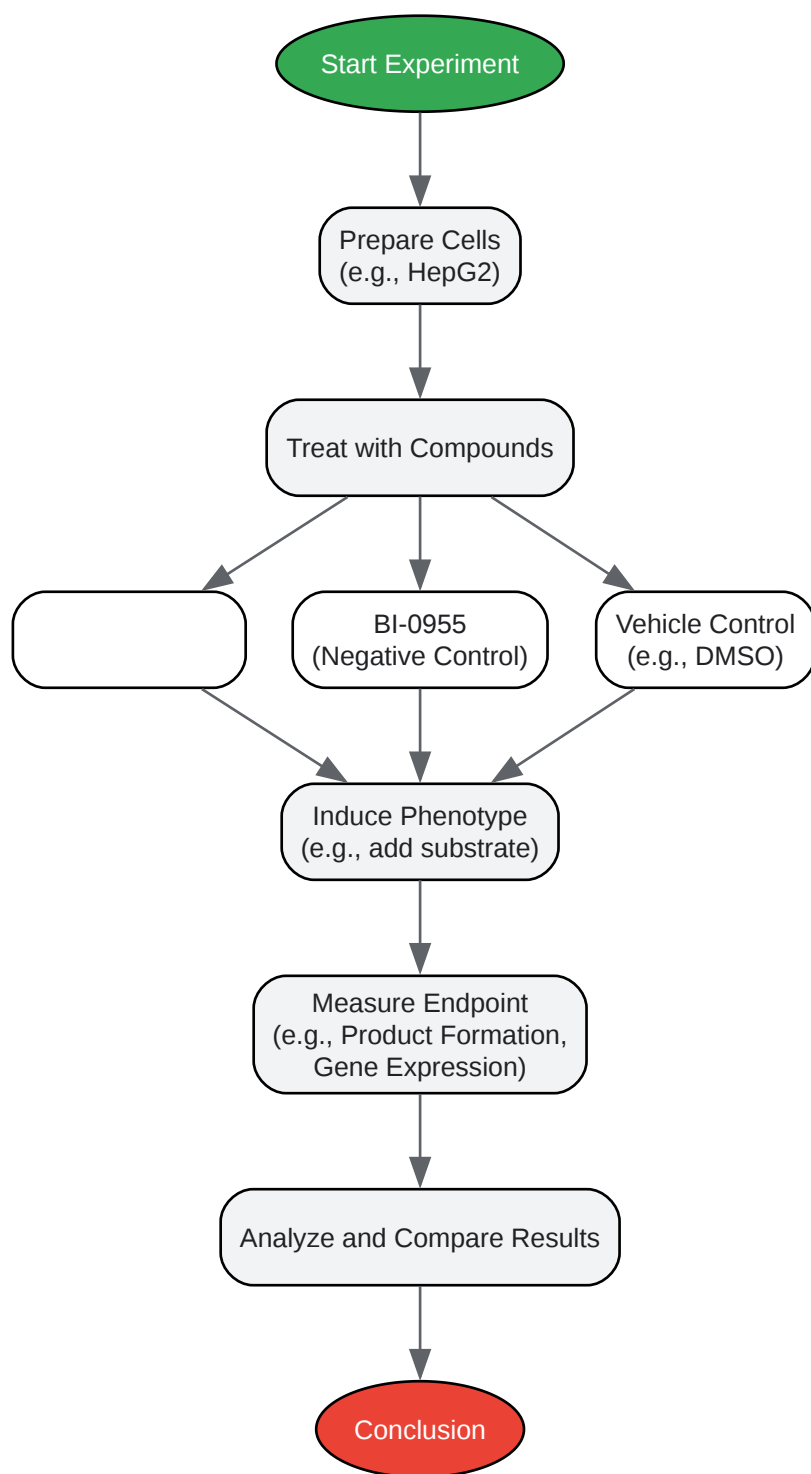 Start Experiment
Prepare Cells
(e.g., HepG2)
Treat with Compounds
BI-0955
(Negative Control)
Vehicle Control
(e.g., DMSO)
Induce Phenotype
(e.g., add substrate)
Measure Endpoint
(e.g., Product Formation,
Gene Expression)
Analyze and Compare Results
Conclusion